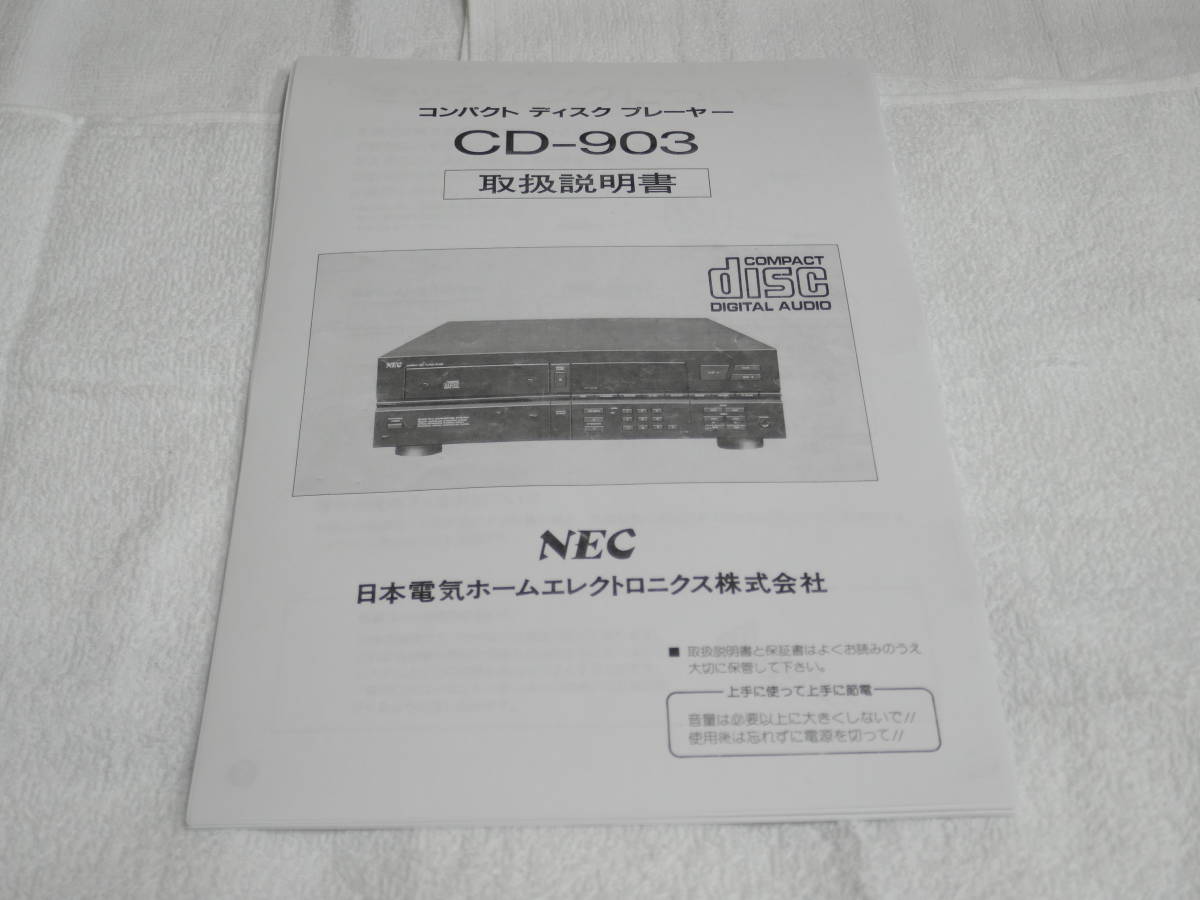 コンパクト ディスク プレーヤー
CD-903
取扱説明書
COMPACT
disc
DIGITAL AUDIO
NEC
NEC
日本電気ホームエレクトロニクス株式会社
■ 取扱説明書と保証書はよくお読みのうえ
大切に保管して下さい。
上手に使って上手に節電
音量は必要以上に大きくしないで!!
使用後は忘れずに電源を切って!!